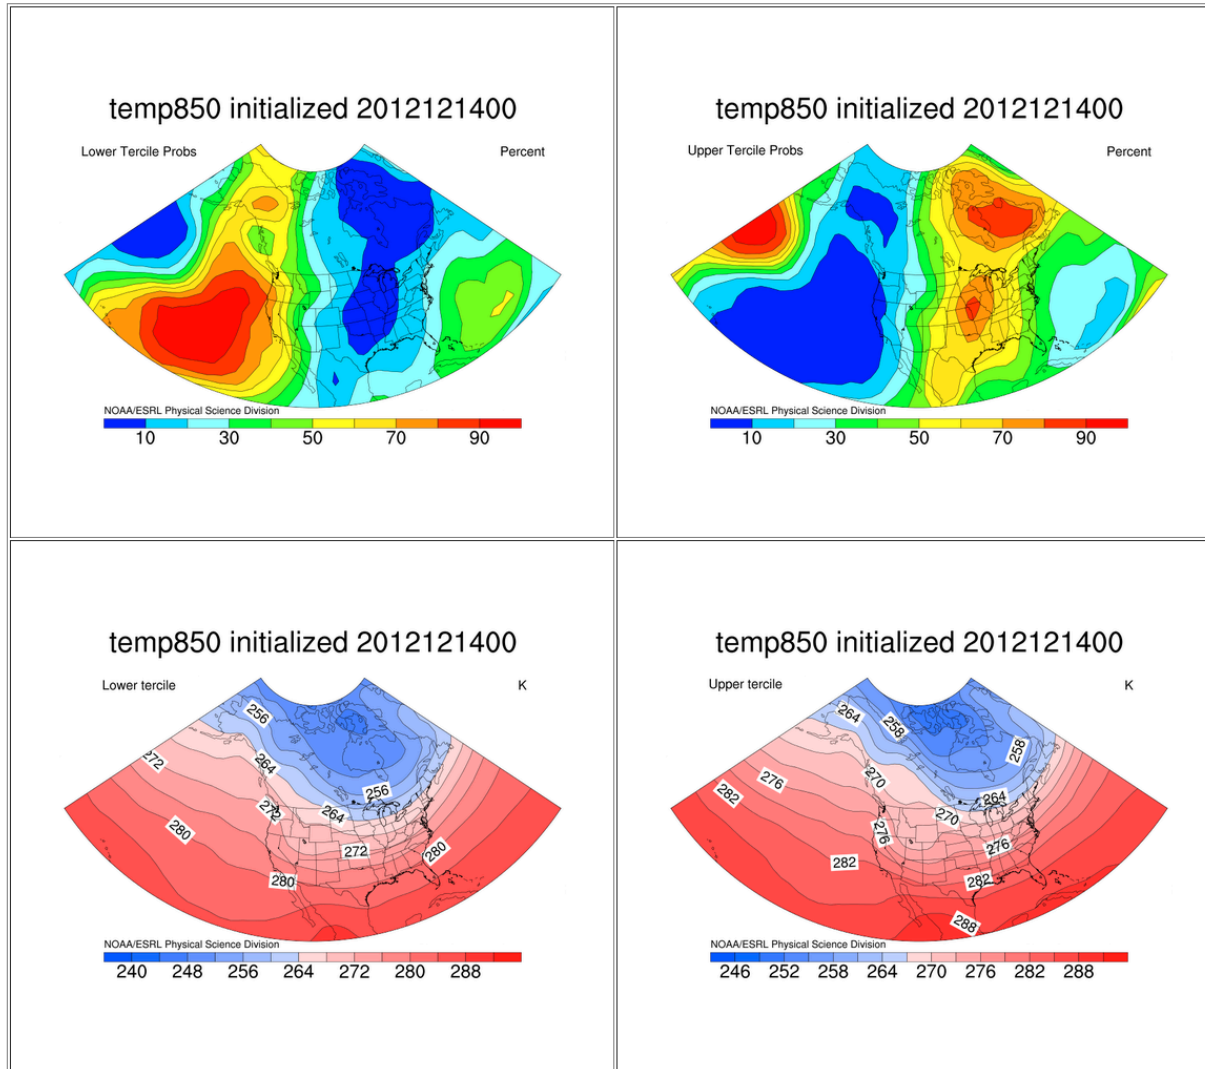 temp850 initialized 2012121400
Lower Tercile Probs Percent
NOAA/ESRL Physical Science Division
10 30 50 70 90
temp850 initialized 2012121400
Upper Tercile Probs Percent
NOAA/ESRL Physical Science Division
10 30 50 70 90
temp850 initialized 2012121400
Lower tercile K
256
272
264
256
272
264
280
272
280
280
NOAA/ESRL Physical Science Division
240 248 256 264 272 280 288
temp850 initialized 2012121400
Upper tercile K
264
258
258
276
270
282
264
270
276
276
282
282
288
NOAA/ESRL Physical Science Division
246 252 258 264 270 276 282 288